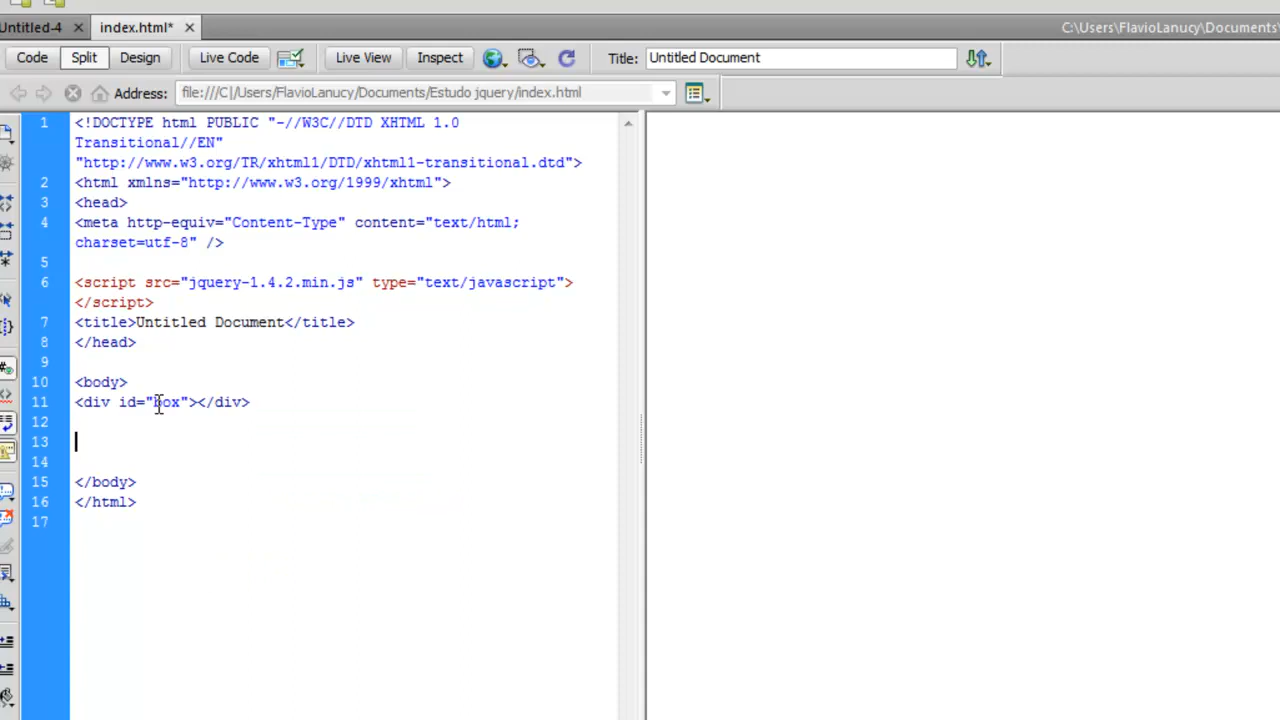 Untitled-4 index.html* C:\Users\FlavioLanucy\Documents\
Code Split Design Live Code Live View Inspect Title: Untitled Document
Address: file:///C|/Users/FlavioLanucy/Documents/Estudo jquery/index.html
1 <!DOCTYPE html PUBLIC "-//W3C//DTD XHTML 1.0
Transitional//EN"
"http://www.w3.org/TR/xhtml1/DTD/xhtml1-transitional.dtd">
2 <html xmlns="http://www.w3.org/1999/xhtml">
3 <head>
4 <meta http-equiv="Content-Type" content="text/html;
charset=utf-8" />
5
6 <script src="jquery-1.4.2.min.js" type="text/javascript">
</script>
7 <title>Untitled Document</title>
8 </head>
9
10 <body>
11 <div id="box"></div>
12
13
14
15 </body>
16 </html>
17